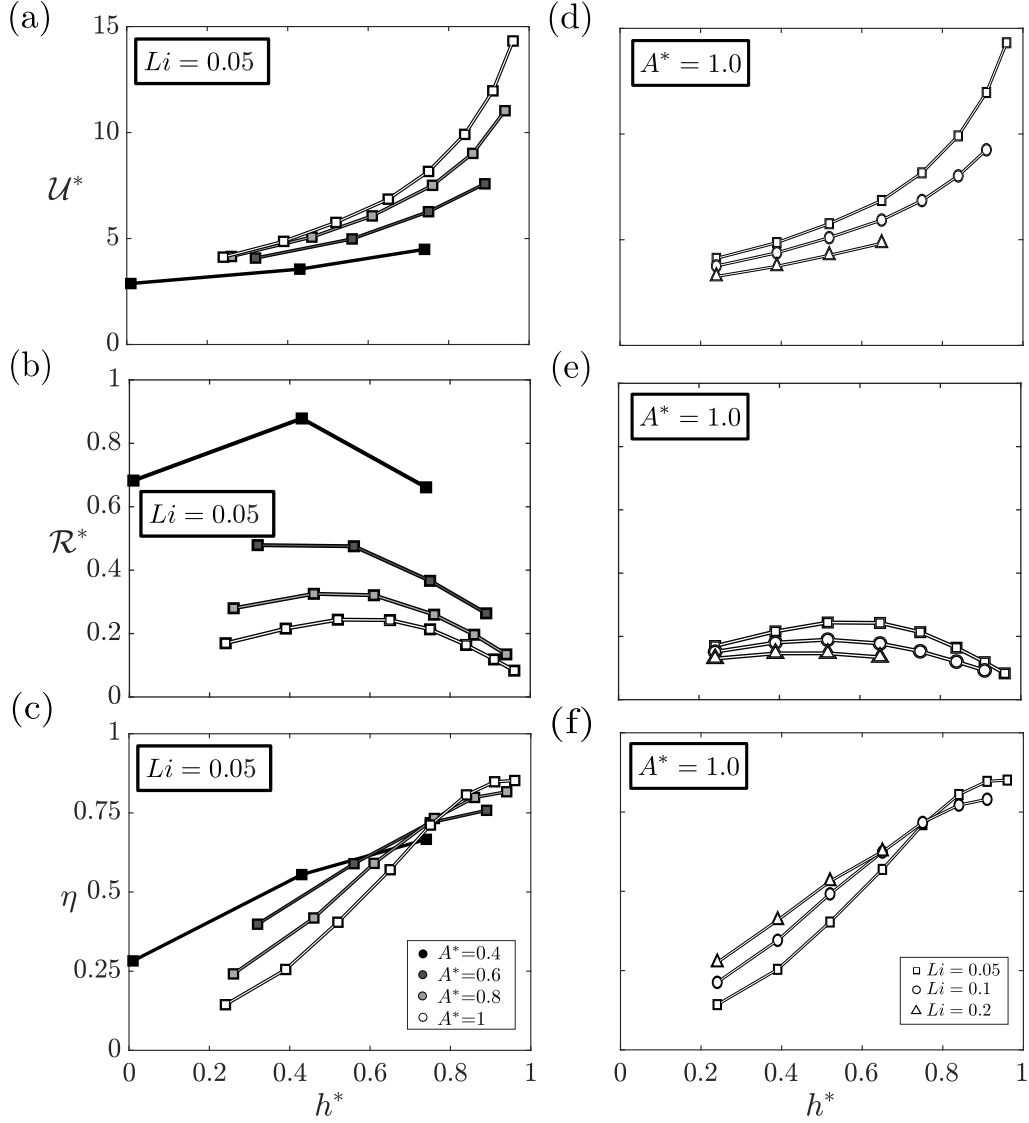 (a)
15
Li = 0.05
10
𝒰*
5
0
(d)
A* = 1.0
(b)
1
0.8
0.6
Li = 0.05
ℛ*
0.4
0.2
0
(e)
A* = 1.0
(c)
1
Li = 0.05
0.75
η
0.5
0.25
0
A*=0.4
A*=0.6
A*=0.8
A*=1
0 0.2 0.4 0.6 0.8 1
h*
(f)
A* = 1.0
Li = 0.05
Li = 0.1
Li = 0.2
0 0.2 0.4 0.6 0.8 1
h*